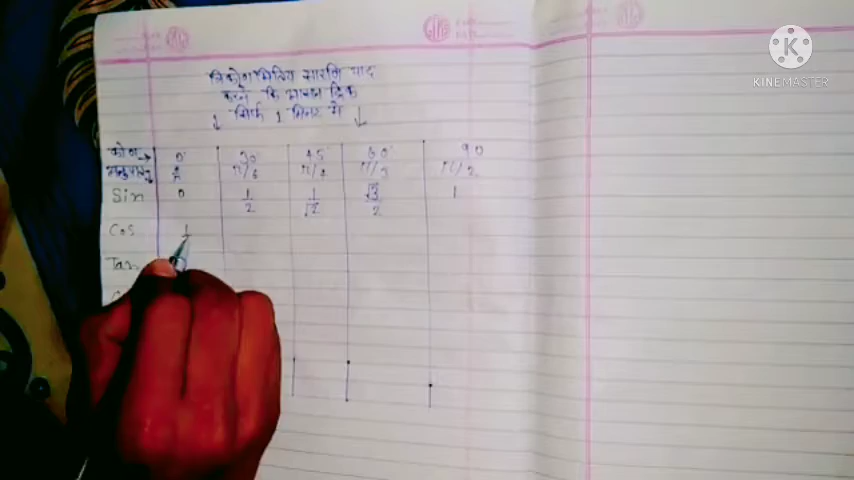 त्रिकोणमितिय सारणि याद
करने कि आसान ट्रिक
↓ सिर्फ 1 मिनट मे ↓
कोण→ 0° 30° 45° 60° 90
π/6 π/4 π/3 π/2
Sin 0 1/2 1/√2 √3/2 1
Cos 1
Tan
KINEMASTER